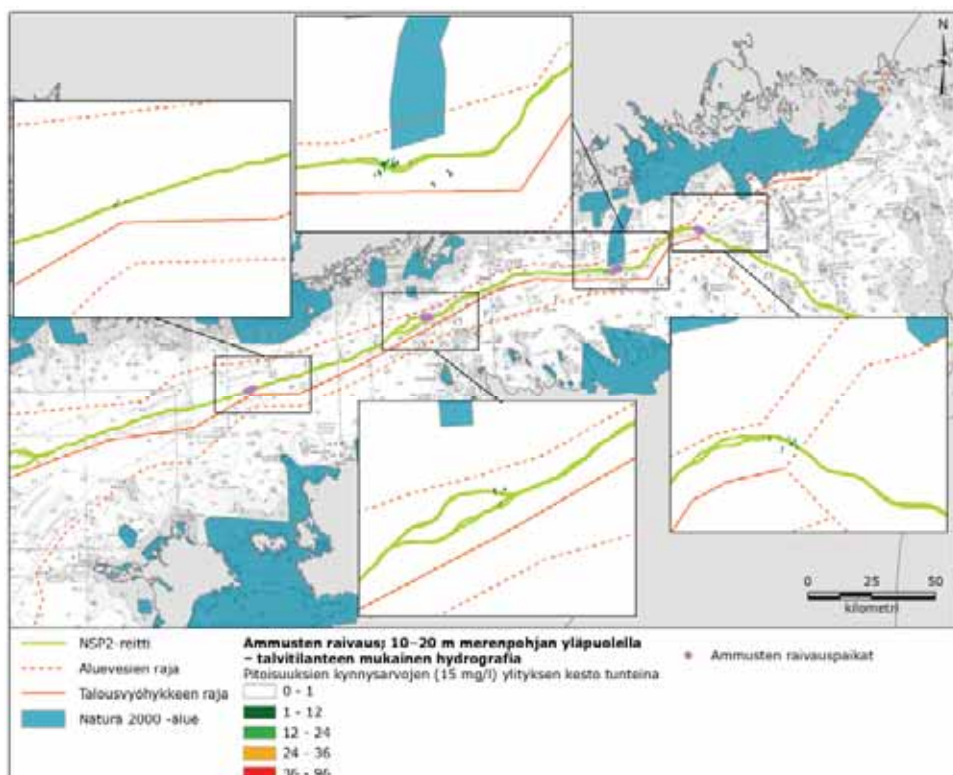 N
0 25 50
kilometri
NSP2-reitti
Aluevesien raja
Talousvyöhykkeen raja
Natura 2000 -alue
Ammusten raivaus; 10–20 m merenpohjan yläpuolella
– talvitilanteen mukainen hydrografia
Pitoisuuksien kynnysarvojen (15 mg/l) ylityksen kesto tunteina
0 - 1
1 - 12
12 - 24
24 - 36
36 - 96
Ammusten raivauspaikat